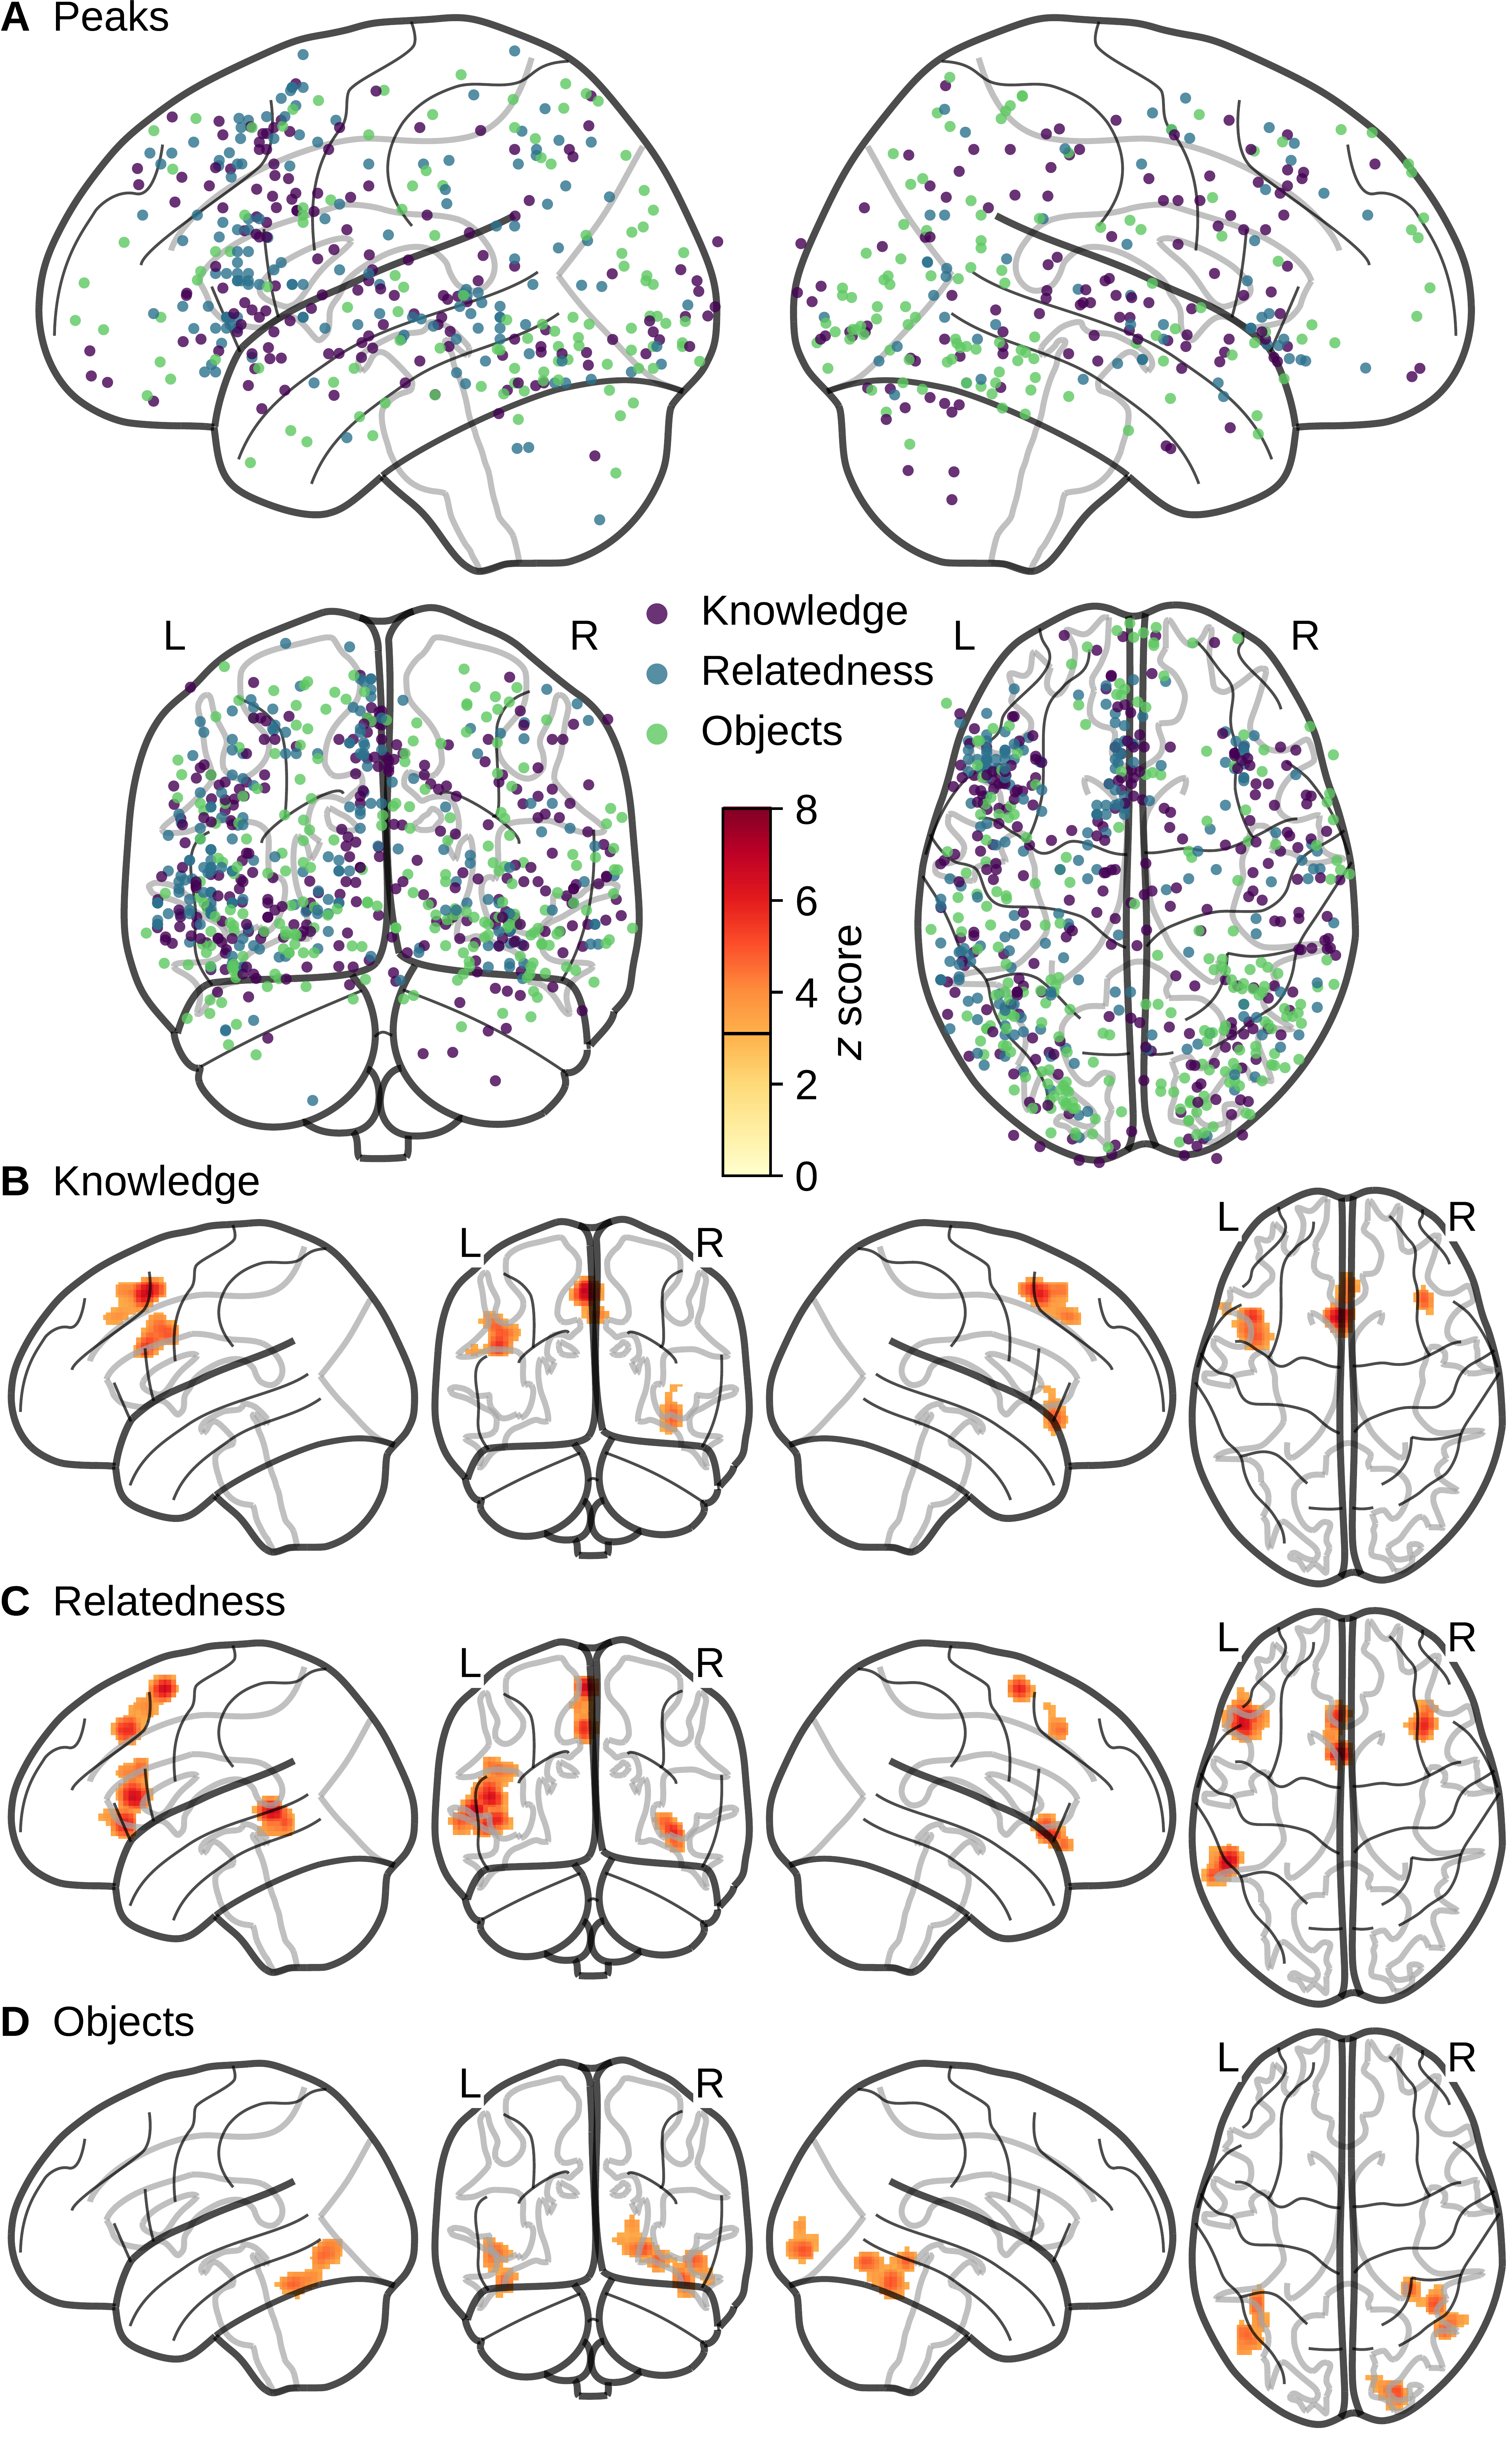 A Peaks
L R
Knowledge
Relatedness
Objects
L R
8
6
4
2
0
z score
B Knowledge
L R
L R
C Relatedness
L R
L R
D Objects
L R
L R